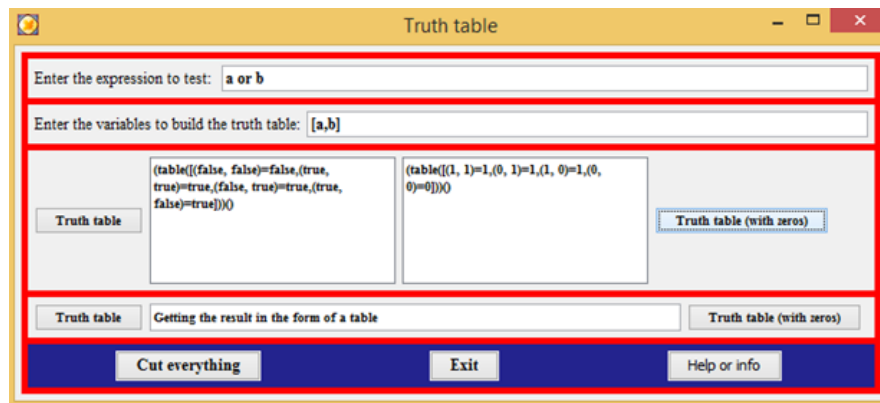 Truth table
Enter the expression to test: a or b
Enter the variables to build the truth table: [a,b]
Truth table
(table([(false, false)=false,(true,
true)=true,(false, true)=true,(true,
false)=true]))()
(table([(1, 1)=1,(0, 1)=1,(1, 0)=1,(0,
0)=0]))()
Truth table (with zeros)
Truth table
Getting the result in the form of a table
Truth table (with zeros)
Cut everything
Exit
Help or info